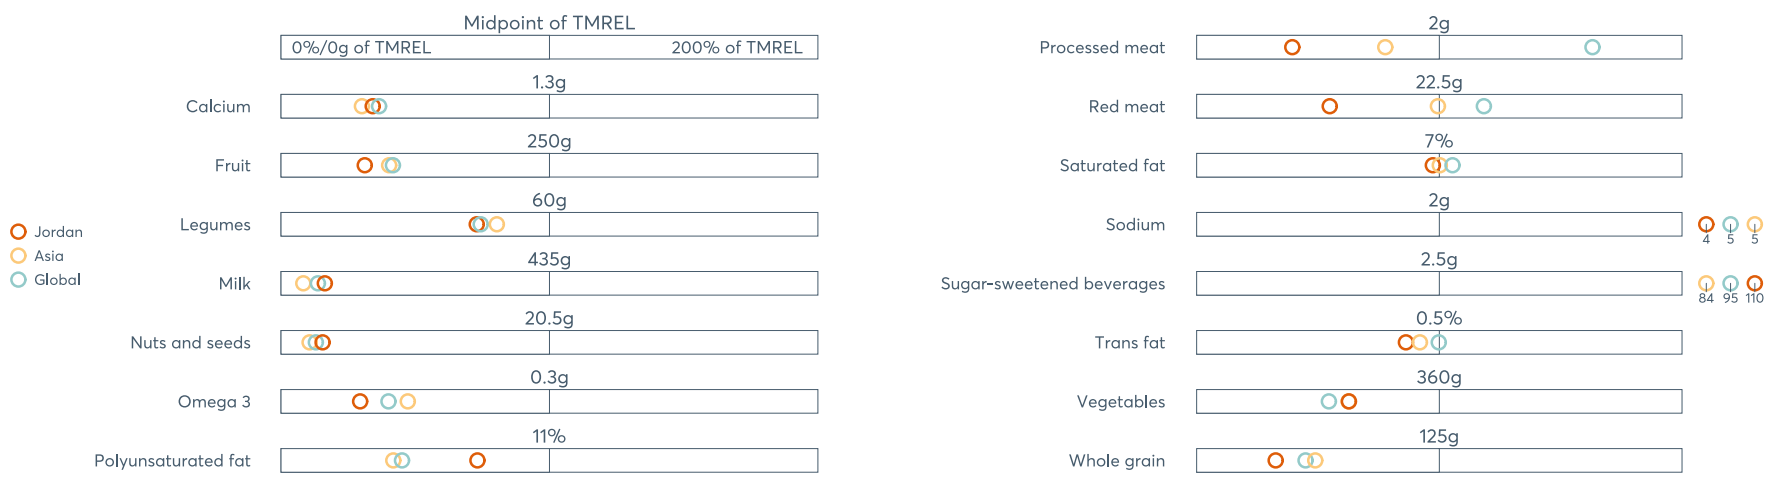 Midpoint of TMREL
0%/0g of TMREL 200% of TMREL
Calcium 1.3g
Fruit 250g
Legumes 60g
Milk 435g
Nuts and seeds 20.5g
Omega 3 0.3g
Polyunsaturated fat 11%
Jordan
Asia
Global
Processed meat 2g
Red meat 22.5g
Saturated fat 7%
Sodium 2g
4 5 5
Sugar-sweetened beverages 2.5g
84 95 110
Trans fat 0.5%
Vegetables 360g
Whole grain 125g